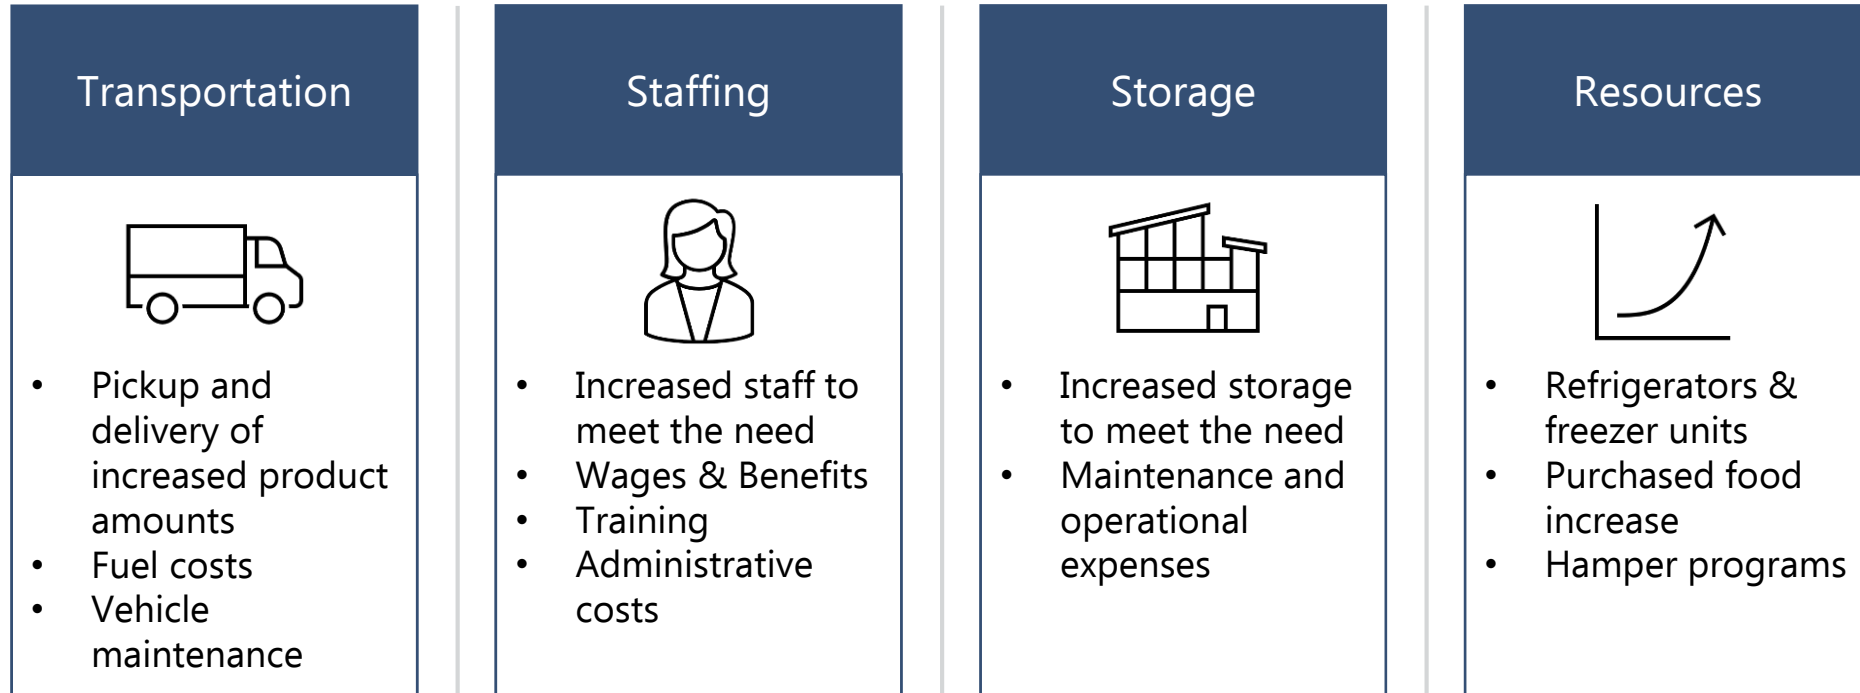 Transportation
• Pickup and
delivery of
increased product
amounts
• Fuel costs
• Vehicle
maintenance
Staffing
• Increased staff to
meet the need
• Wages & Benefits
• Training
• Administrative
costs
Storage
• Increased storage
to meet the need
• Maintenance and
operational
expenses
Resources
• Refrigerators &
freezer units
• Purchased food
increase
• Hamper programs